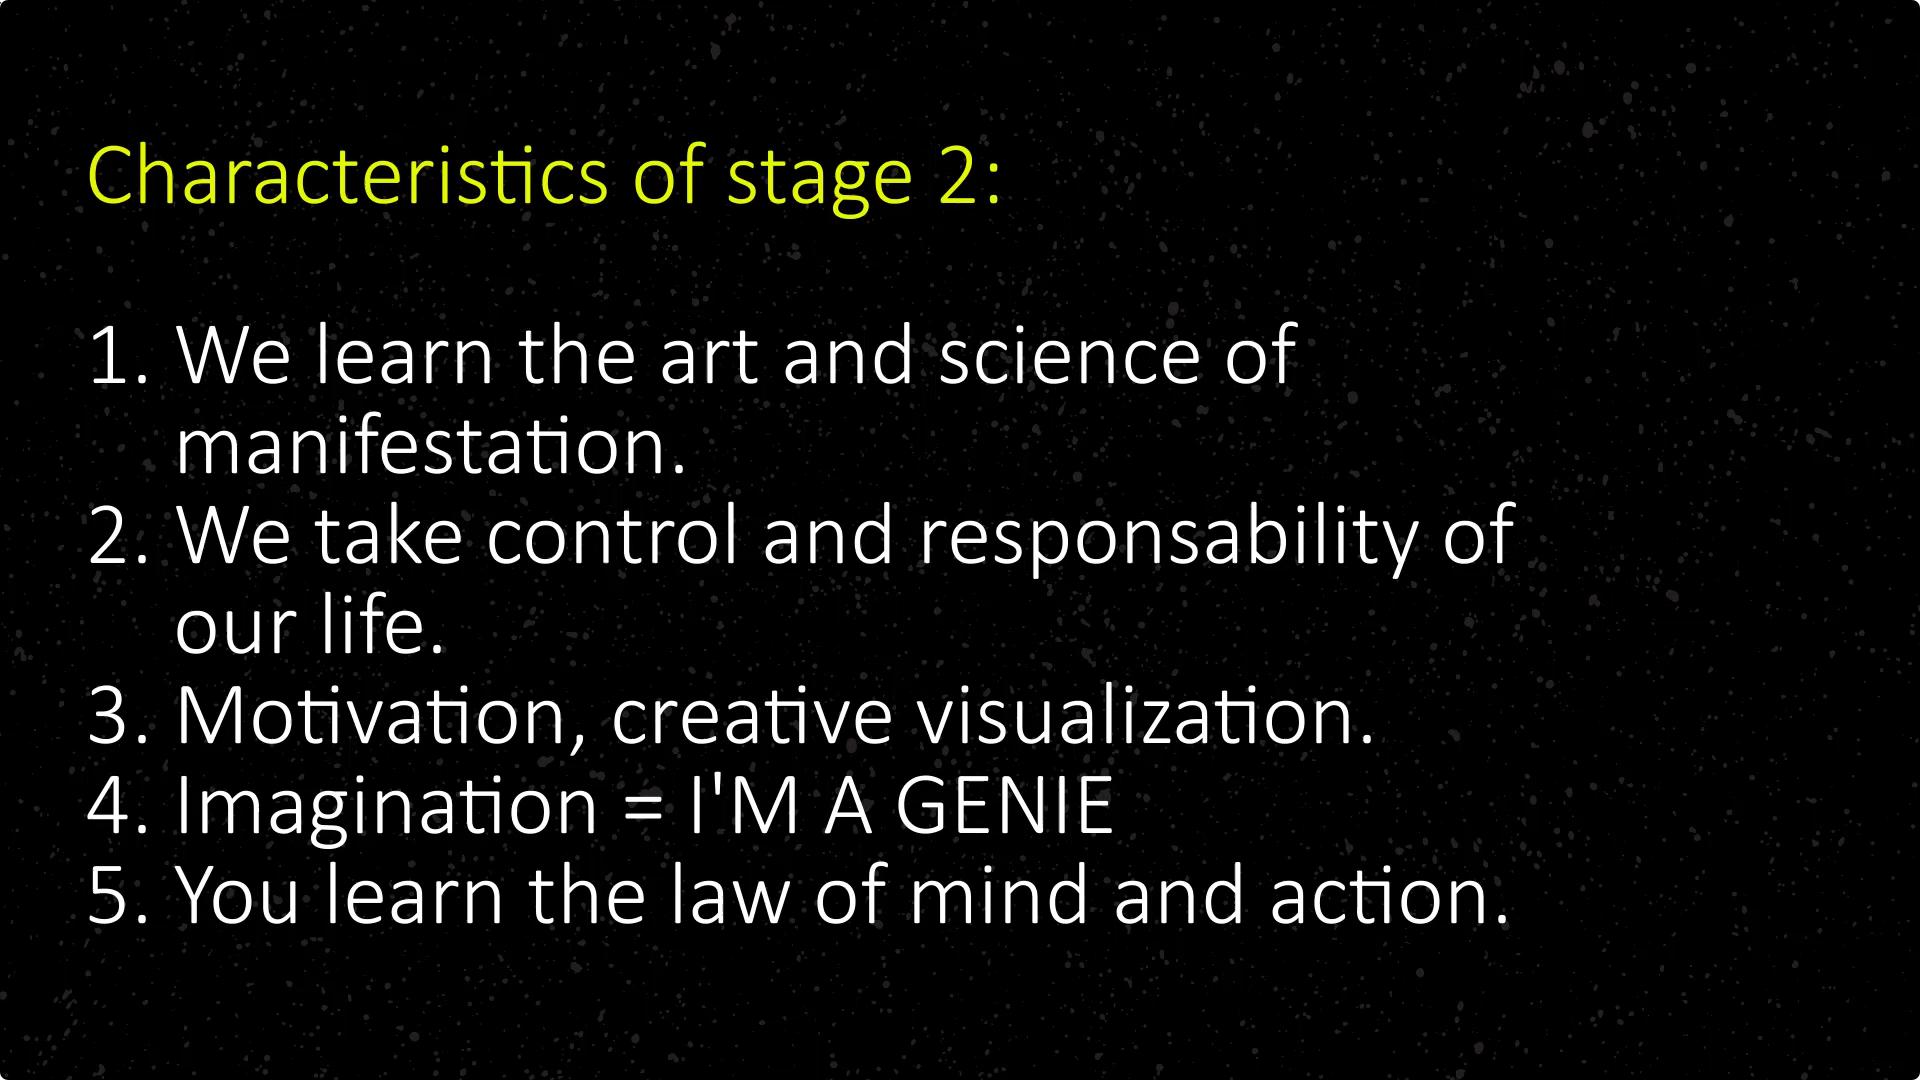 Characteristics of stage 2:
1. We learn the art and science of
manifestation.
2. We take control and responsability of
our life.
3. Motivation, creative visualization.
4. Imagination = I'M A GENIE
5. You learn the law of mind and action.